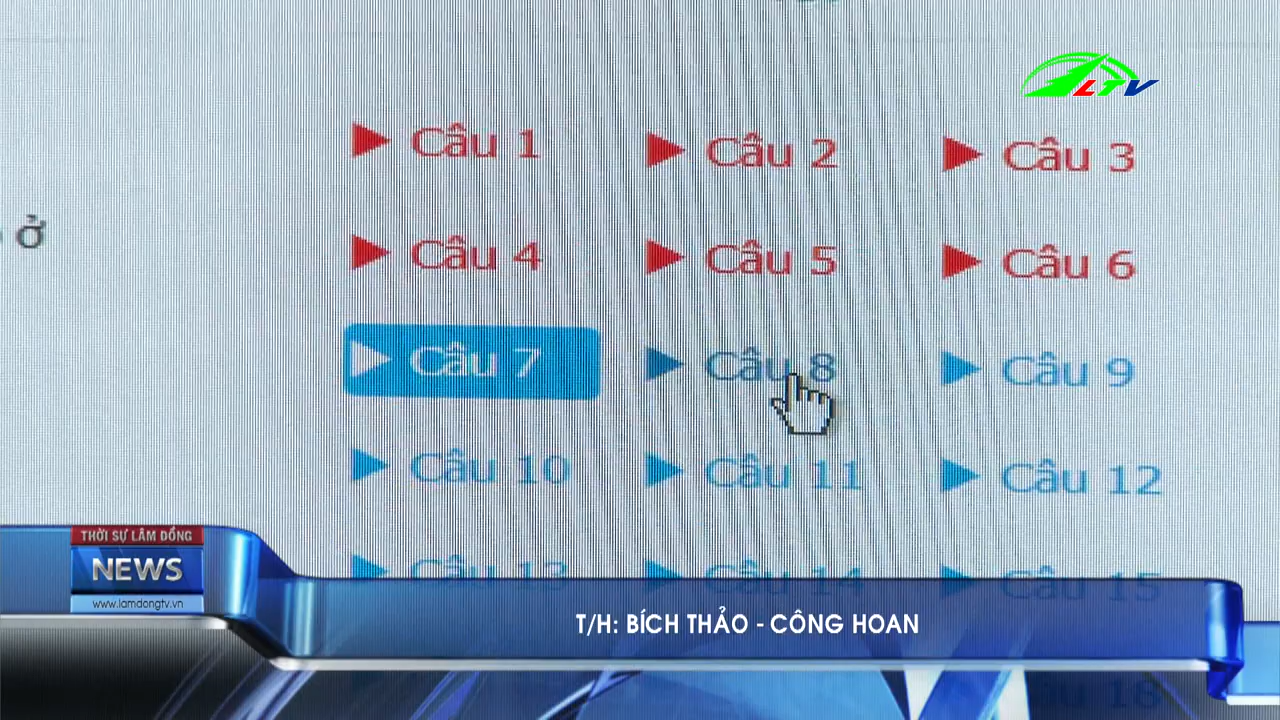 LTV
Câu 1
Câu 2
Câu 3
ở
Câu 4
Câu 5
Câu 6
Câu 7
Câu 8
Câu 9
Câu 10
Câu 11
Câu 12
Câu 13
Câu 14
Câu 15
THỜI SỰ LÂM ĐỒNG
NEWS
www.lamdongtv.vn
T/H: BÍCH THẢO - CÔNG HOAN
Câu 18